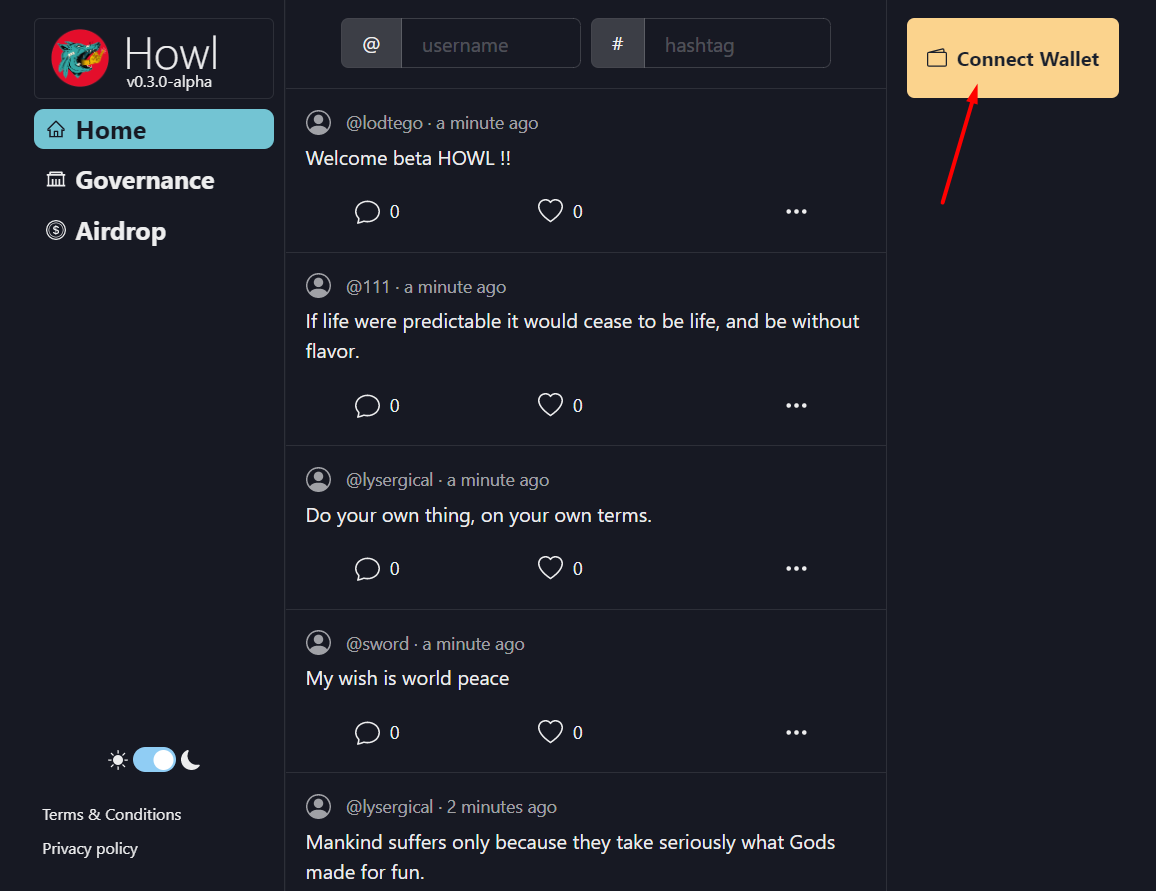 Howl
v0.3.0-alpha
Home
Governance
Airdrop
Terms & Conditions
Privacy policy
@ username # hashtag
@lodtego · a minute ago
Welcome beta HOWL !!
0 0
@111 · a minute ago
If life were predictable it would cease to be life, and be without
flavor.
0 0
@lysergical · a minute ago
Do your own thing, on your own terms.
0 0
@sword · a minute ago
My wish is world peace
0 0
@lysergical · 2 minutes ago
Mankind suffers only because they take seriously what Gods
made for fun.
Connect Wallet